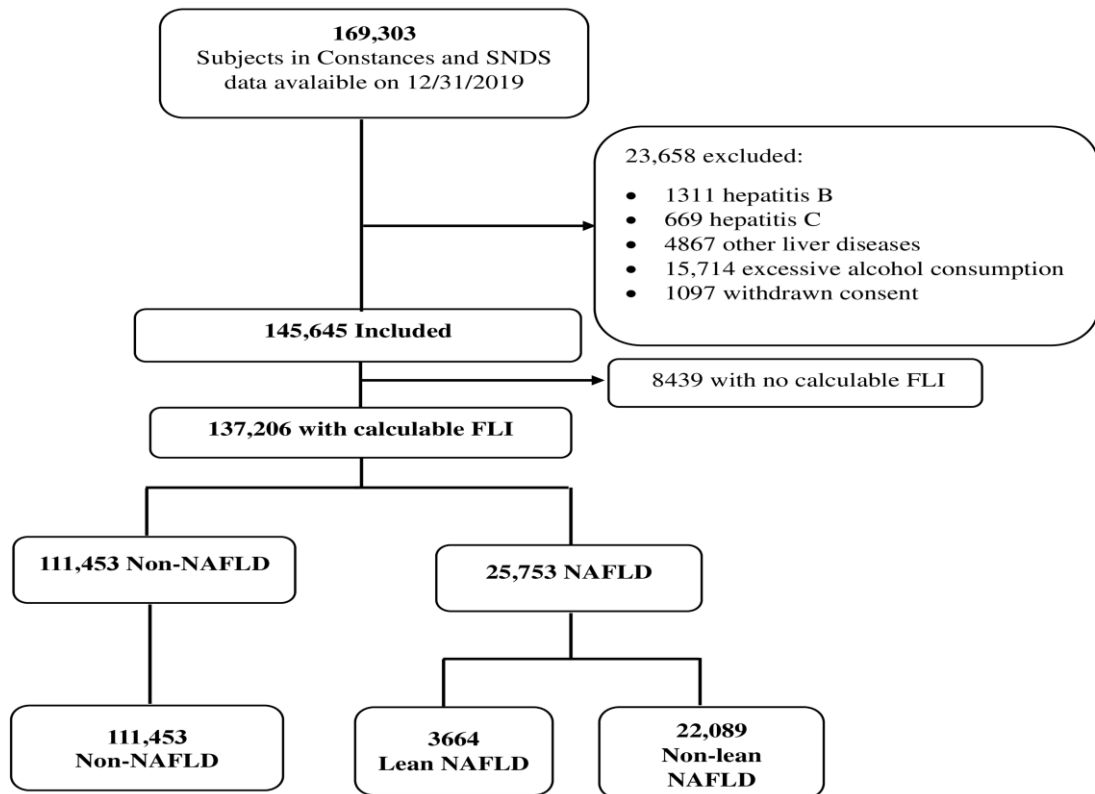 169,303
Subjects in Constances and SNDS
data avalaible on 12/31/2019
23,658 excluded:
• 1311 hepatitis B
• 669 hepatitis C
• 4867 other liver diseases
• 15,714 excessive alcohol consumption
• 1097 withdrawn consent
145,645 Included
8439 with no calculable FLI
137,206 with calculable FLI
111,453 Non-NAFLD
25,753 NAFLD
111,453
Non-NAFLD
3664
Lean NAFLD
22,089
Non-lean
NAFLD